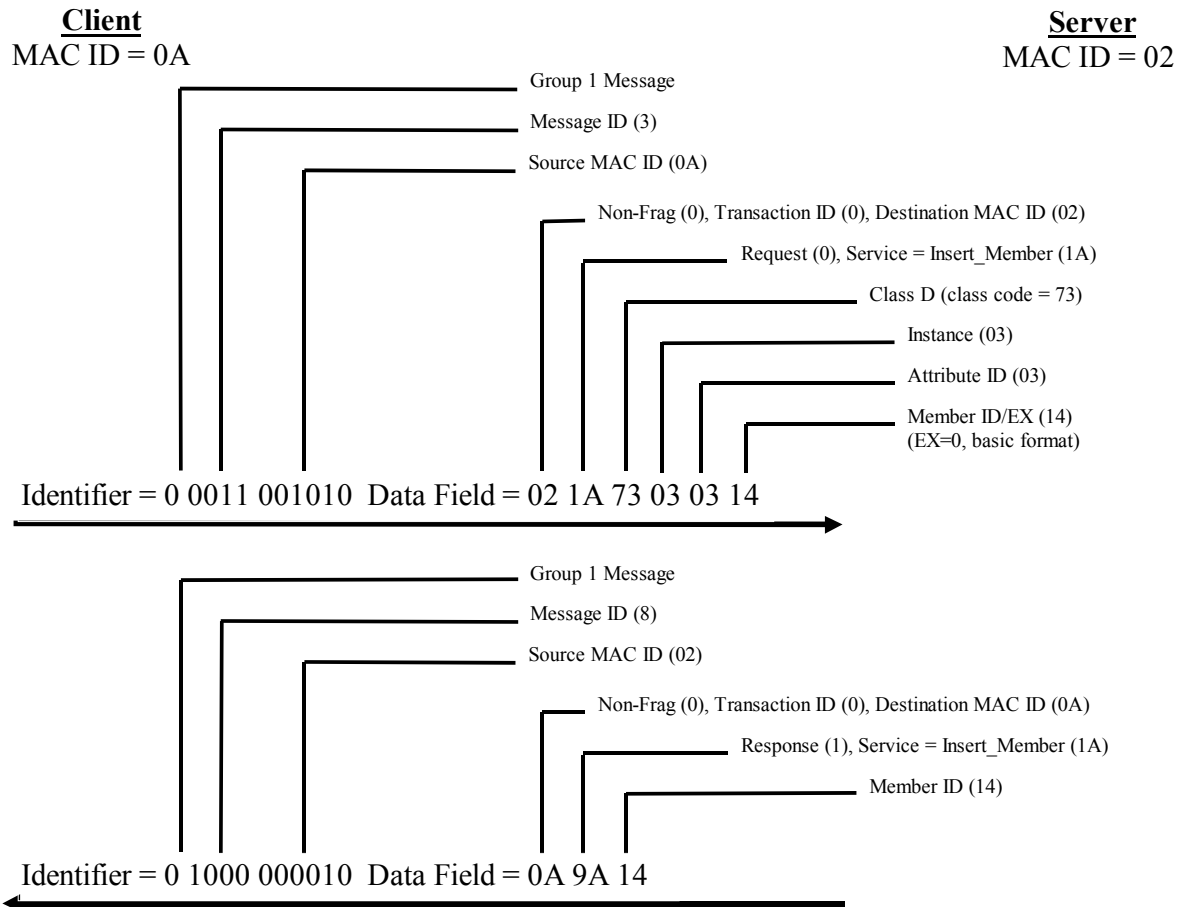 Client
MAC ID = 0A
Server
MAC ID = 02
Group 1 Message
Message ID (3)
Source MAC ID (0A)
Non-Frag (0), Transaction ID (0), Destination MAC ID (02)
Request (0), Service = Insert_Member (1A)
Class D (class code = 73)
Instance (03)
Attribute ID (03)
Member ID/EX (14)
(EX=0, basic format)
Identifier = 0 0011 001010 Data Field = 02 1A 73 03 03 14
Group 1 Message
Message ID (8)
Source MAC ID (02)
Non-Frag (0), Transaction ID (0), Destination MAC ID (0A)
Response (1), Service = Insert_Member (1A)
Member ID (14)
Identifier = 0 1000 000010 Data Field = 0A 9A 14